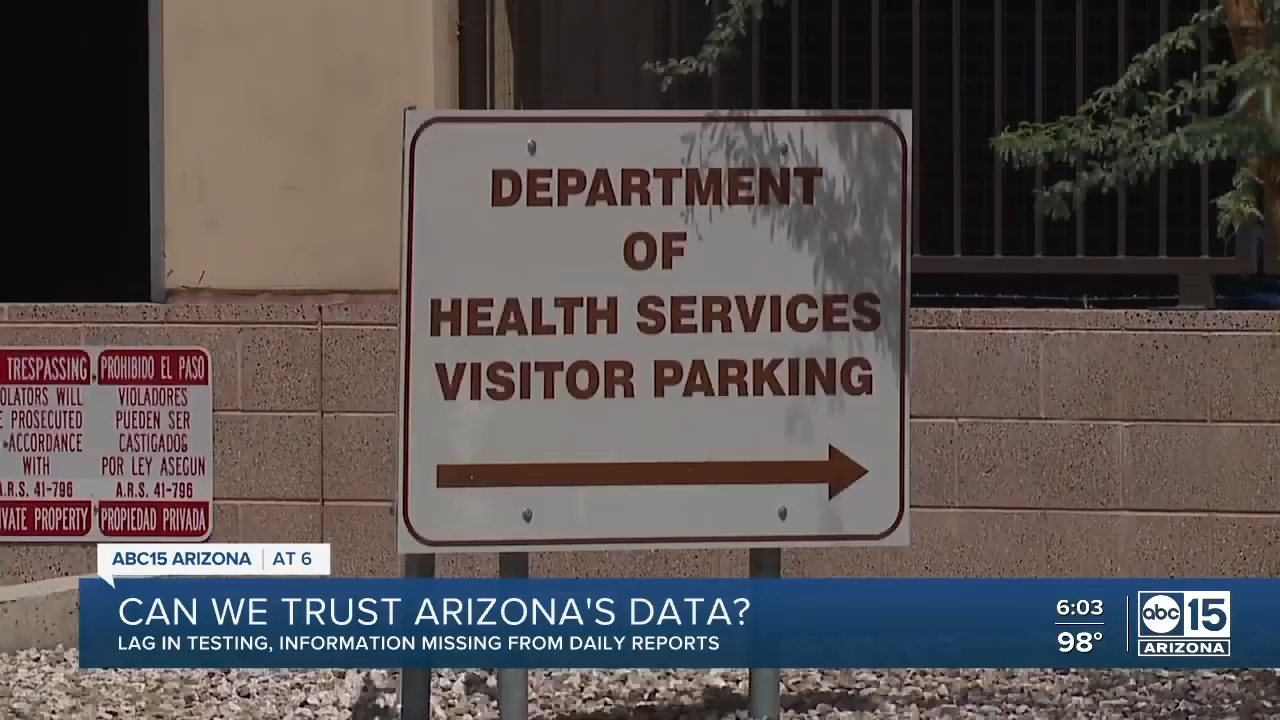 DEPARTMENT
OF
HEALTH SERVICES
VISITOR PARKING
TRESPASSING
WILL
PROSECUTED
ACCORDANCE
WITH
A.R.S. 41-796
PROPERTY
PROHIBIDO EL PASO
VIOLADORES
PUEDEN SER
CASTIGADOS
POR LEY ASEGUN
A.R.S. 41-796
PROPIEDAD PRIVADA
ABC15 ARIZONA | AT 6
CAN WE TRUST ARIZONA'S DATA?
LAG IN TESTING, INFORMATION MISSING FROM DAILY REPORTS
6:03
98°
abc 15
ARIZONA